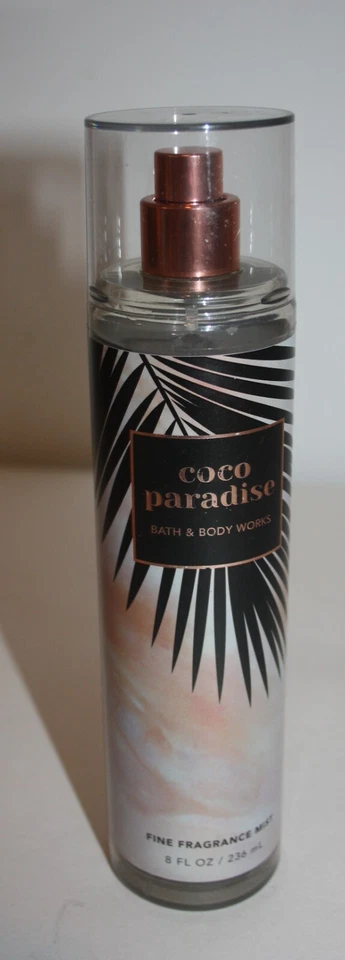 coco
paradise
BATH & BODY WORKS
FINE FRAGRANCE MIST
8 FL OZ / 236 mL